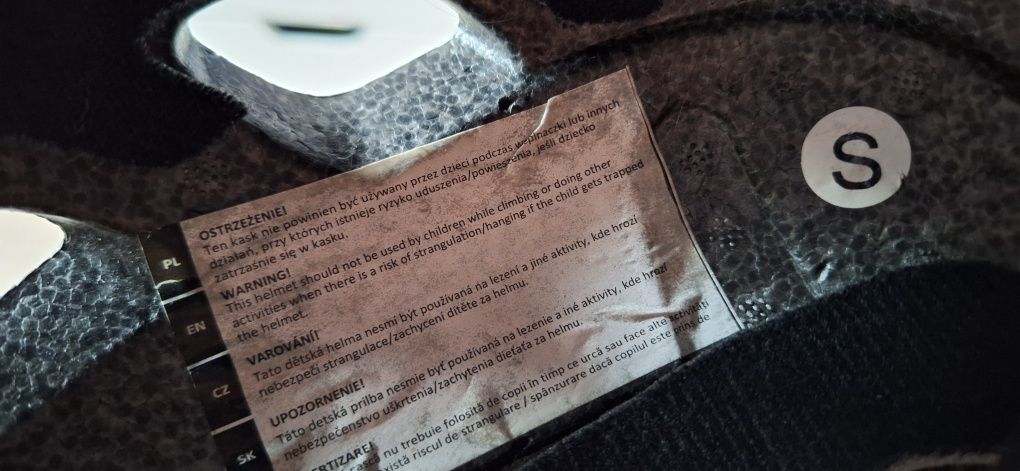 S
PL
OSTRZEŻENIE!
Ten kask nie powinien być używany przez dzieci podczas wspinaczki lub innych
działań, przy których istnieje ryzyko uduszenia/powieszenia, jeśli dziecko
zatrzaśnie się w kasku.
EN
WARNING!
This helmet should not be used by children while climbing or doing other
activities when there is a risk of strangulation/hanging if the child gets trapped
the helmet.
CZ
VAROVÁNÍ
Tato dětská helma nesmí být používaná na lezení a jiné aktivity, kde hrozí
nebezpečí strangulace/zachycení dítěte za helmu.
SK
UPOZORNENIE!
Táto detská prilba nesmie byť používaná na lezenie a iné aktivity, kde hrozí
nebezpečenstvo uškrtenia/zachytenia dieťaťa za helmu.
ERTIZARE!
nu trebuie folosită de copii în timp ce urcă sau face alte activități
există riscul de strangulare / spânzurare dacă copilul este prins de